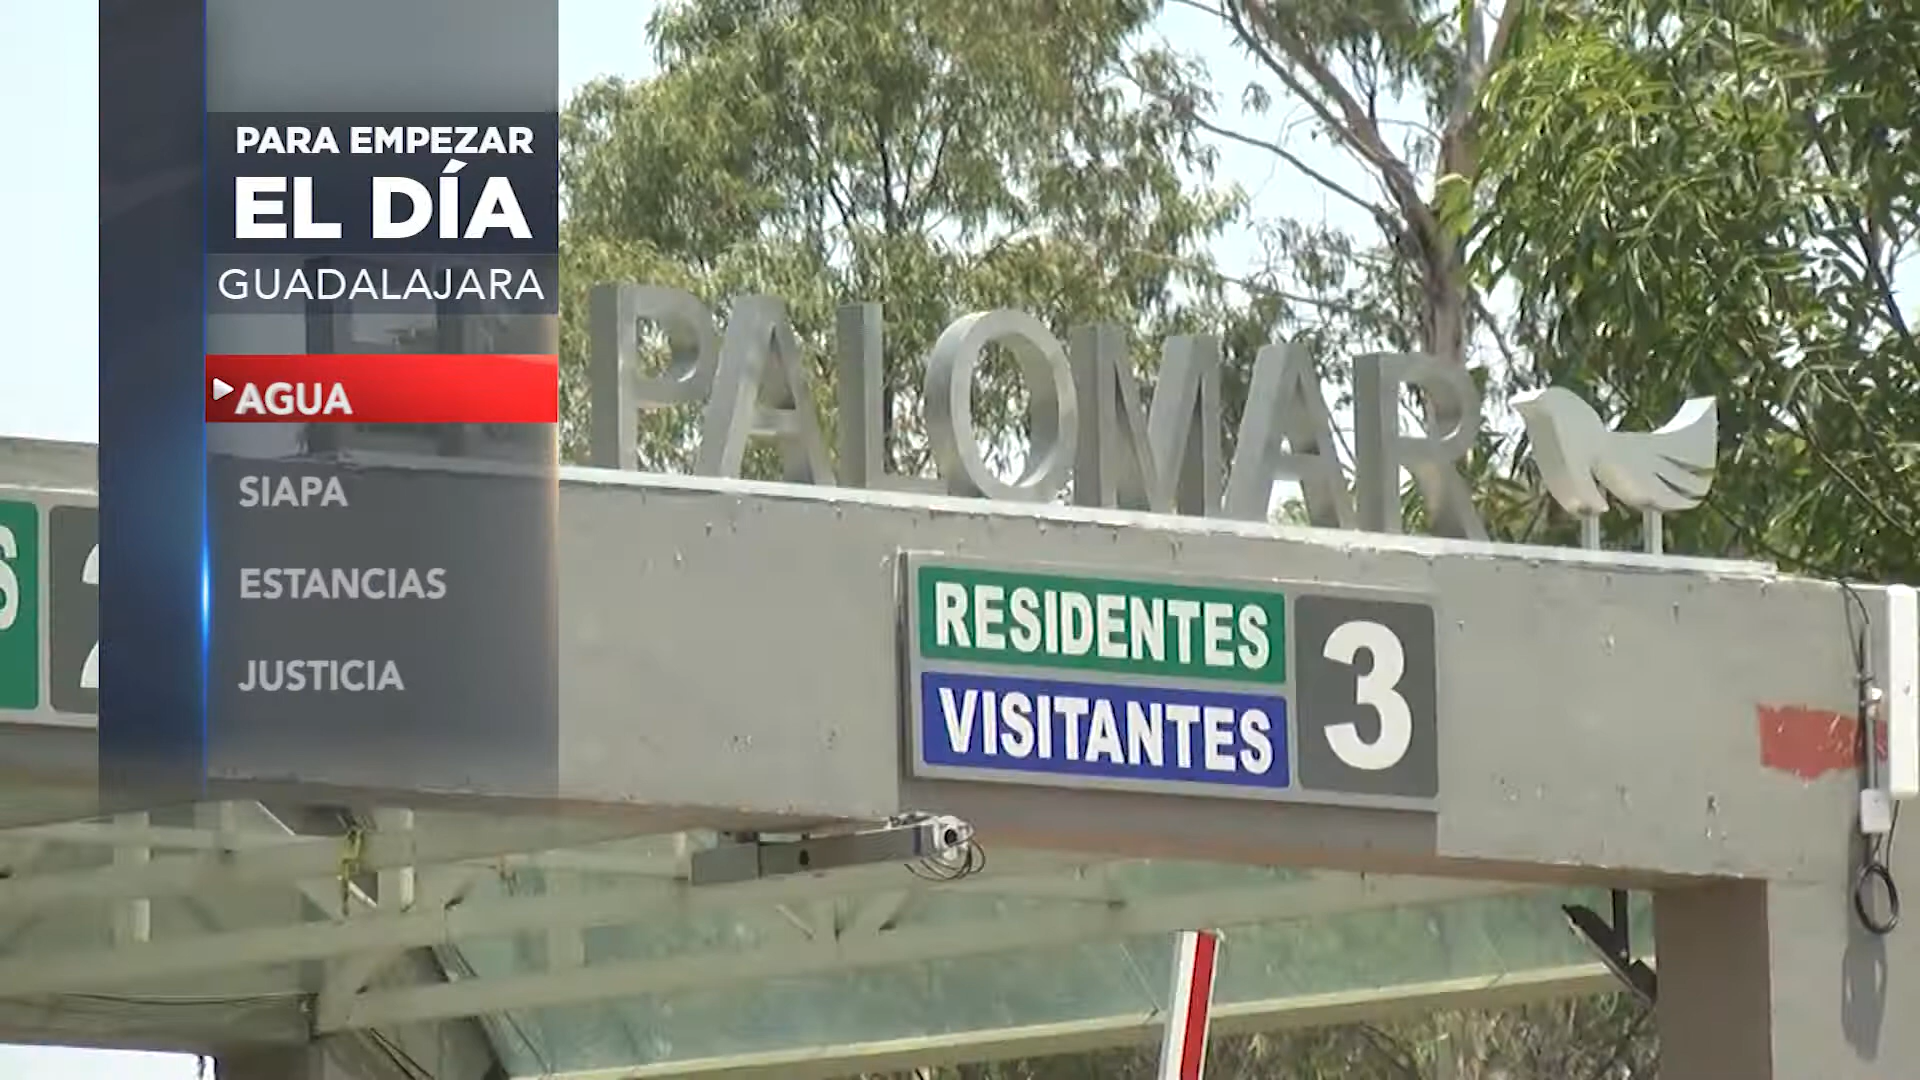 PARA EMPEZAR
EL DÍA
GUADALAJARA
AGUA
SIAPA
ESTANCIAS
JUSTICIA
PALOMAR
RESIDENTES
VISITANTES
3